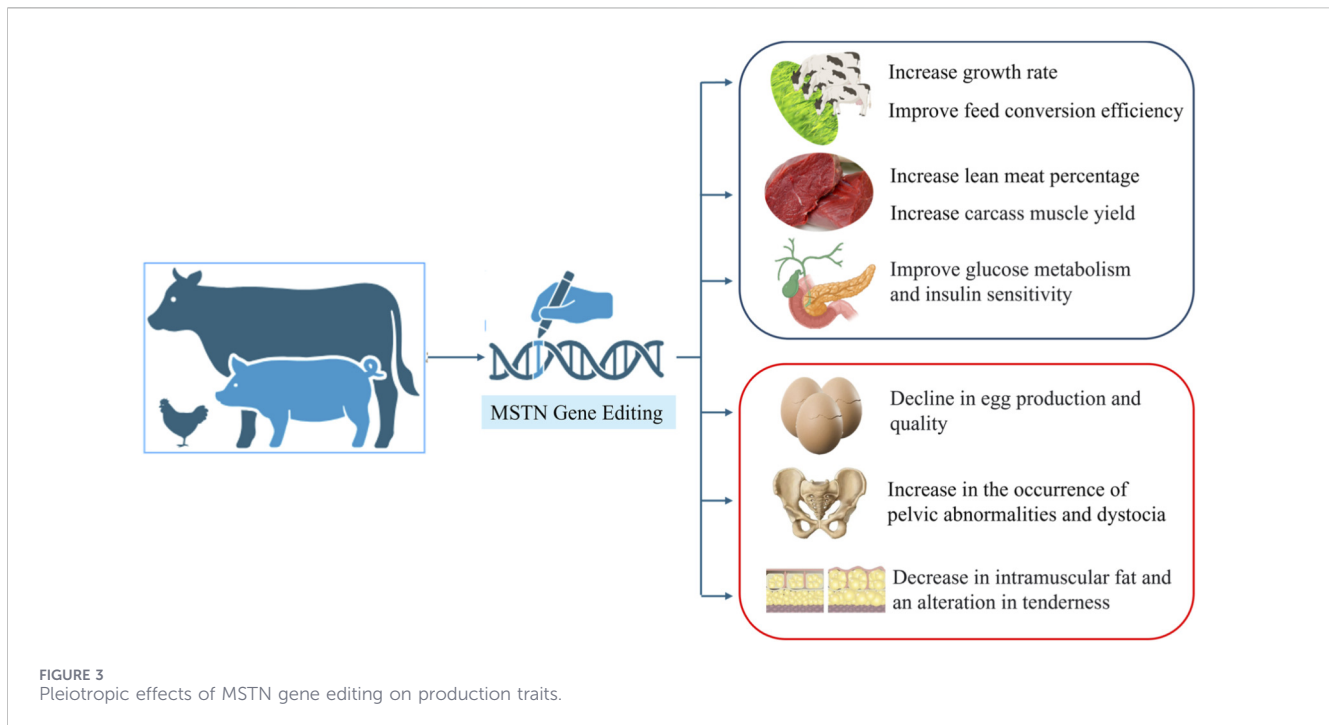 Increase growth rate
Improve feed conversion efficiency
Increase lean meat percentage
Increase carcass muscle yield
Improve glucose metabolism
and insulin sensitivity
MSTN Gene Editing
Decline in egg production and
quality
Increase in the occurrence of
pelvic abnormalities and dystocia
Decrease in intramuscular fat and
an alteration in tenderness
FIGURE 3
Pleiotropic effects of MSTN gene editing on production traits.